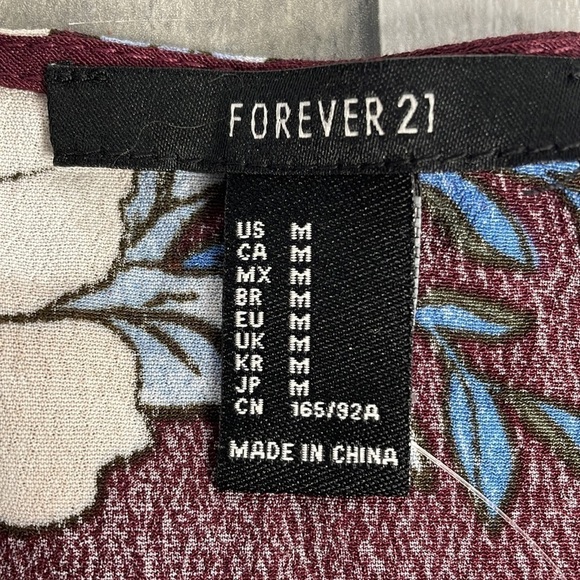 FOREVER 21
US M
CA M
MX M
BR M
EU M
UK M
KR M
JP M
CN 165/92A
MADE IN CHINA